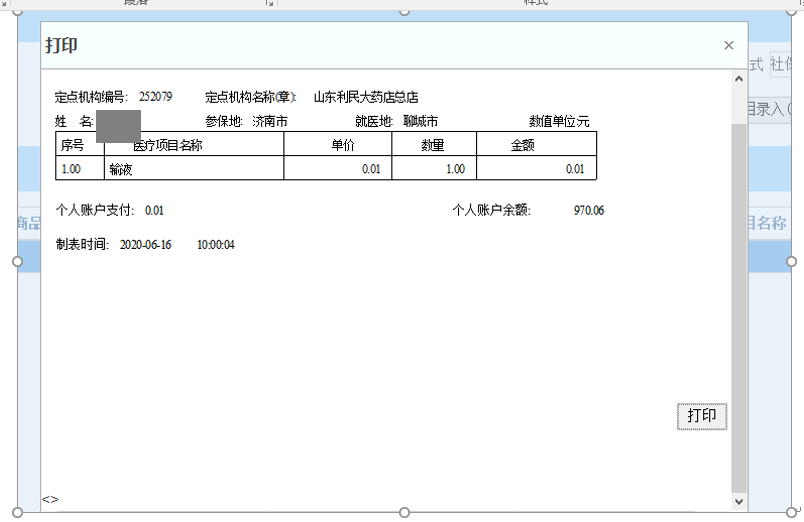 段落
样式
打印
×
式 社保
定点机构编号: 252079 定点机构名称(章): 山东利民大药店总店
目录入(
姓 名: 参保地: 济南市 就医地: 聊城市 数值单位:元
序号 医疗项目名称 单价 数量 金额
1.00 输液 0.01 1.00 0.01
个人账户支付: 0.01 个人账户余额: 970.06
商品
目名称
制表时间: 2020-06-16 10:00:04
打印
<>